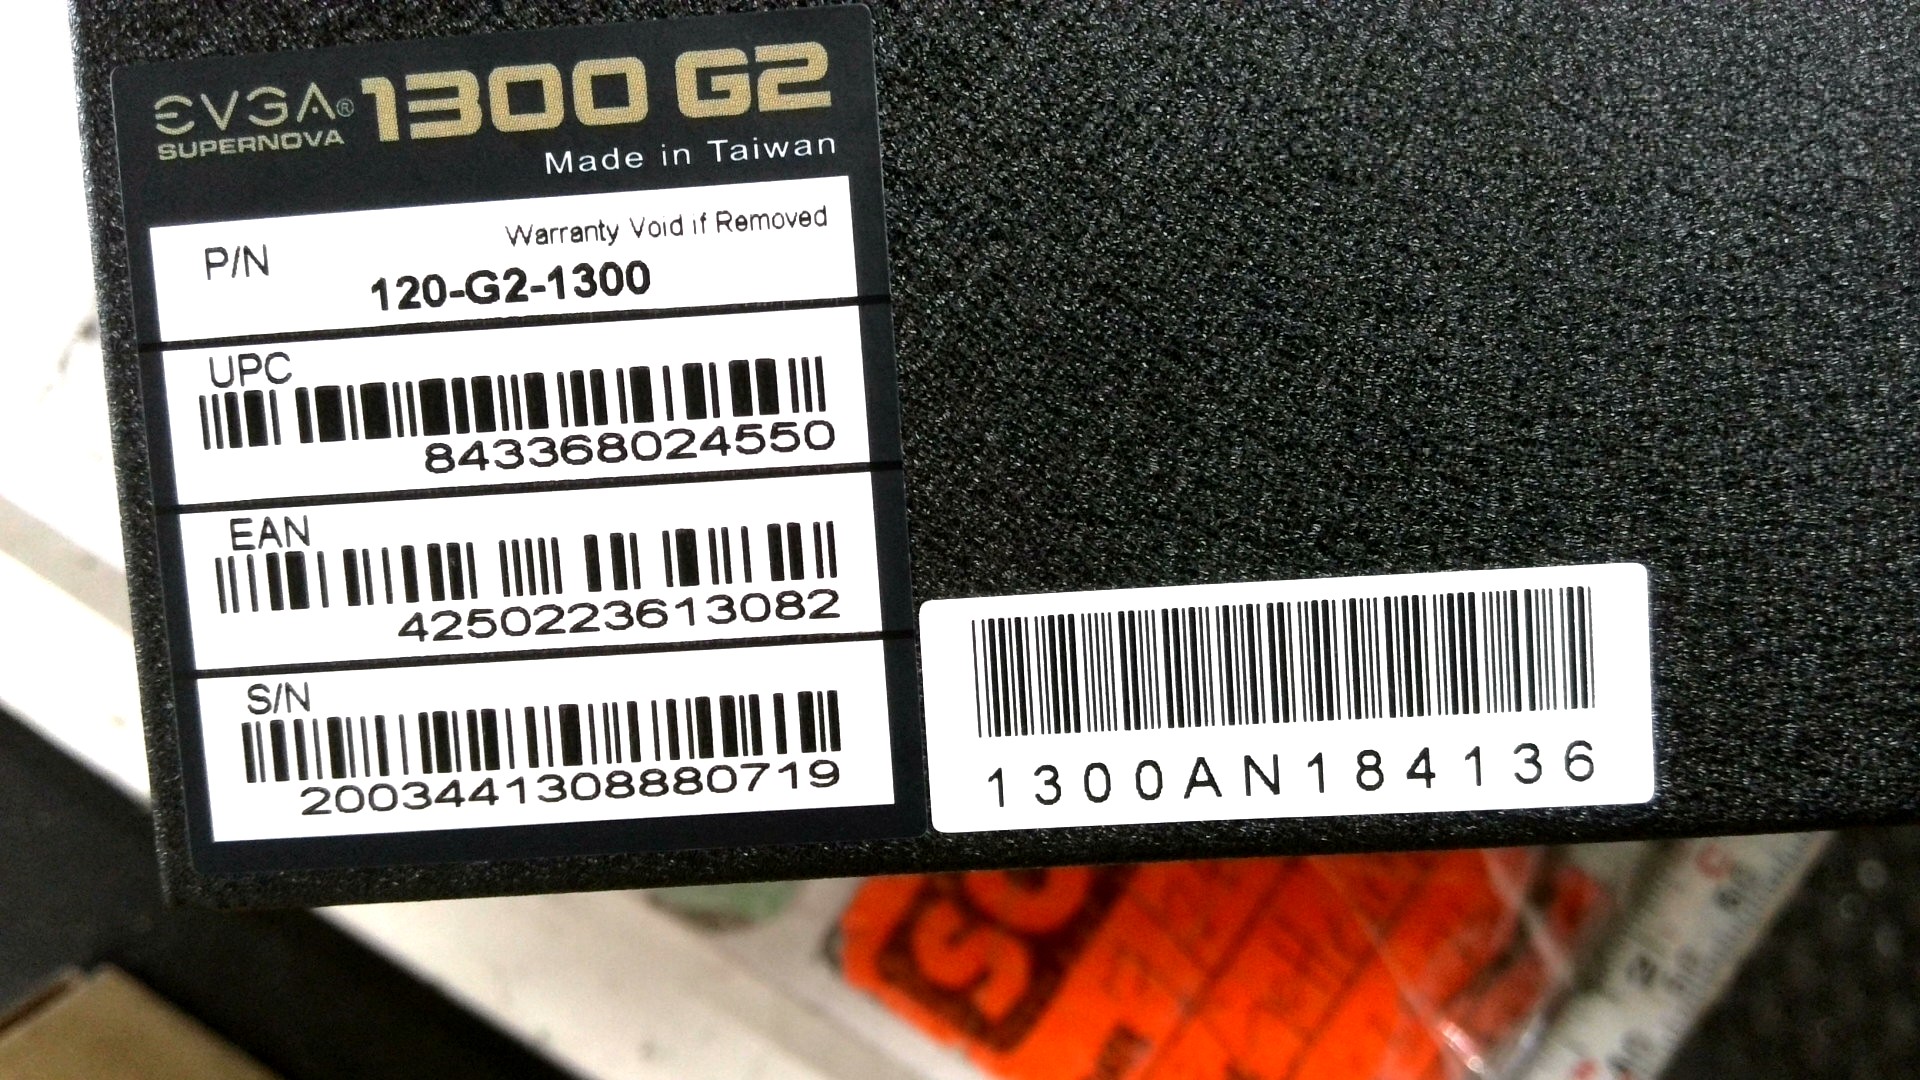 EVGA® 1300 G2
SUPERNOVA
Made in Taiwan
Warranty Void if Removed
P/N
120-G2-1300
UPC
843368024550
EAN
4250223613082
S/N
2003441308880719
1300AN184136